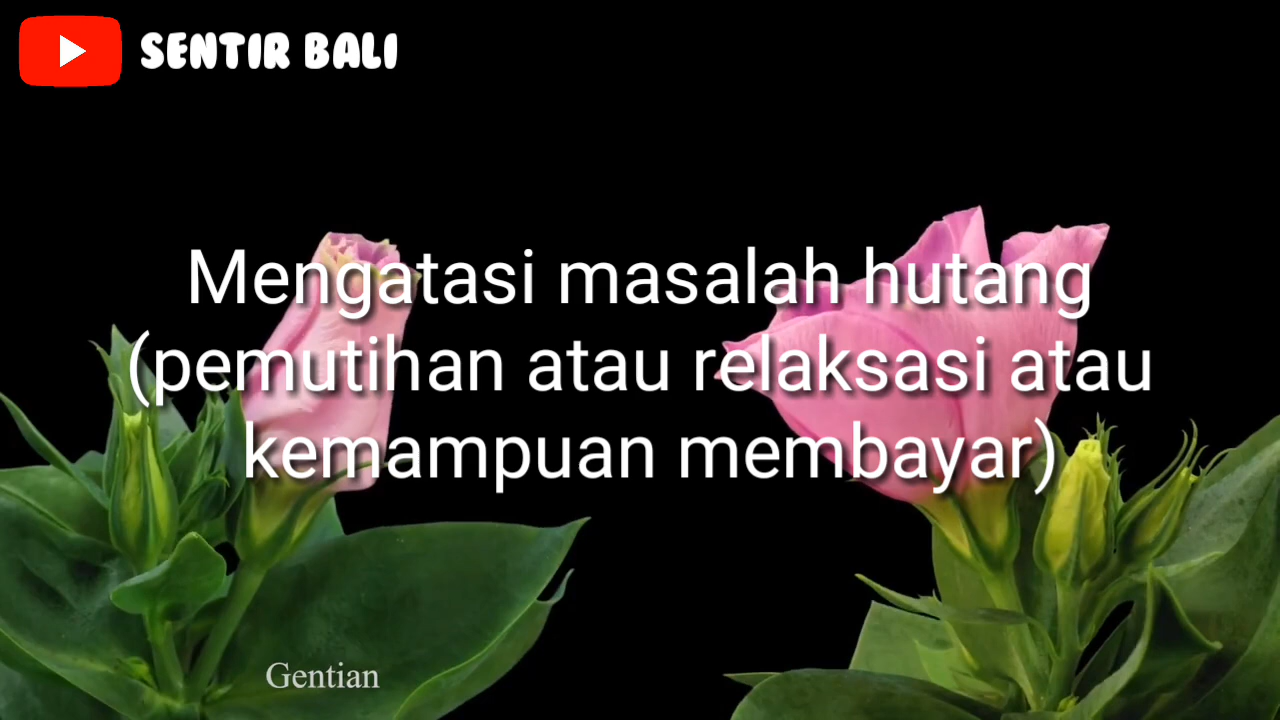 SENTIR BALI
Mengatasi masalah hutang
(pemutihan atau relaksasi atau
kemampuan membayar)
Gentian